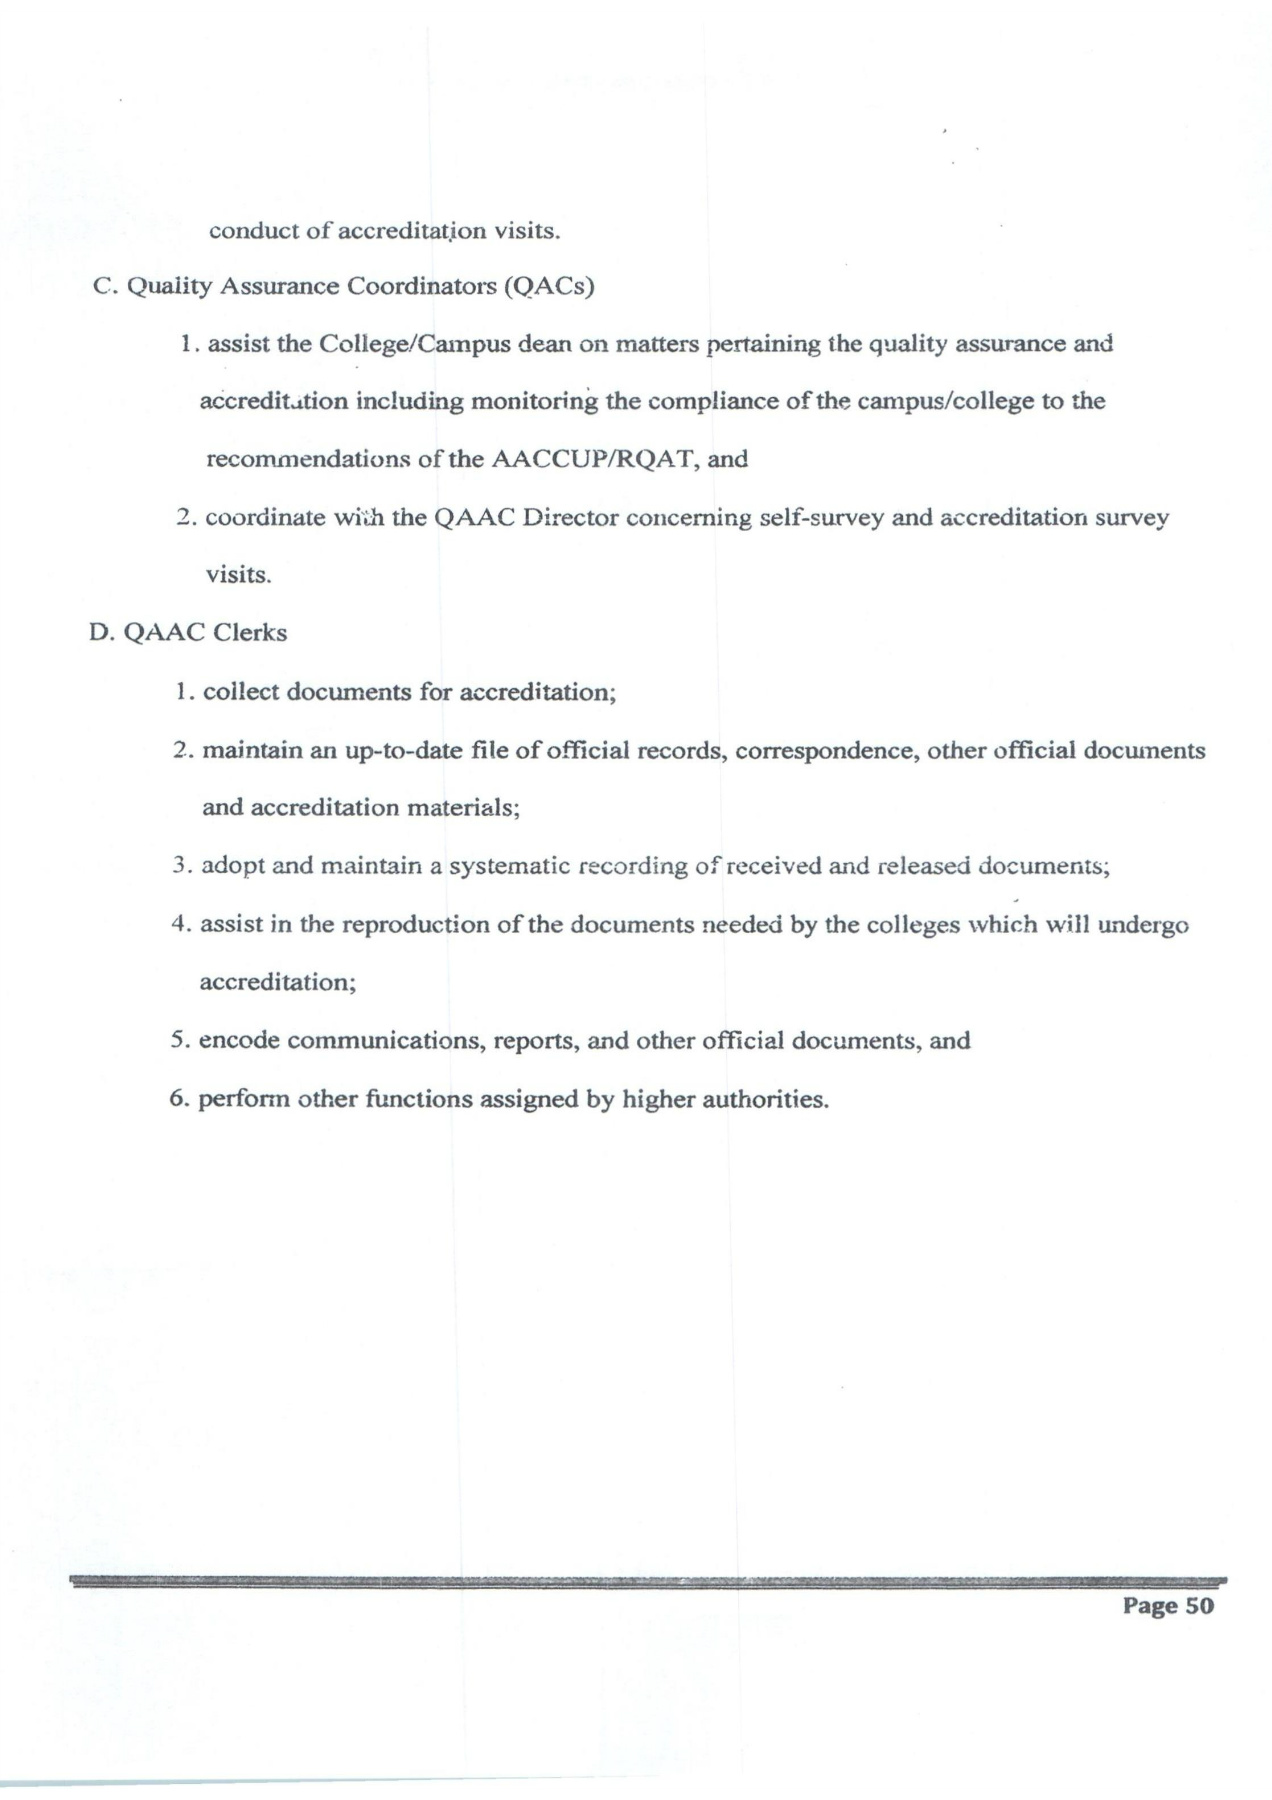 conduct of accreditation visits.
C. Quality Assurance Coordinators (QACs)
1. assist the College/Campus dean on matters pertaining the quality assurance and
accreditation including monitoring the compliance of the campus/college to the
recommendations of the AACCUP/RQAT, and
2. coordinate with the QAAC Director concerning self-survey and accreditation survey
visits.
D. QAAC Clerks
1. collect documents for accreditation;
2. maintain an up-to-date file of official records, correspondence, other official documents
and accreditation materials;
3. adopt and maintain a systematic recording of received and released documents;
4. assist in the reproduction of the documents needed by the colleges which will undergo
accreditation;
5. encode communications, reports, and other official documents, and
6. perform other functions assigned by higher authorities.
Page 50